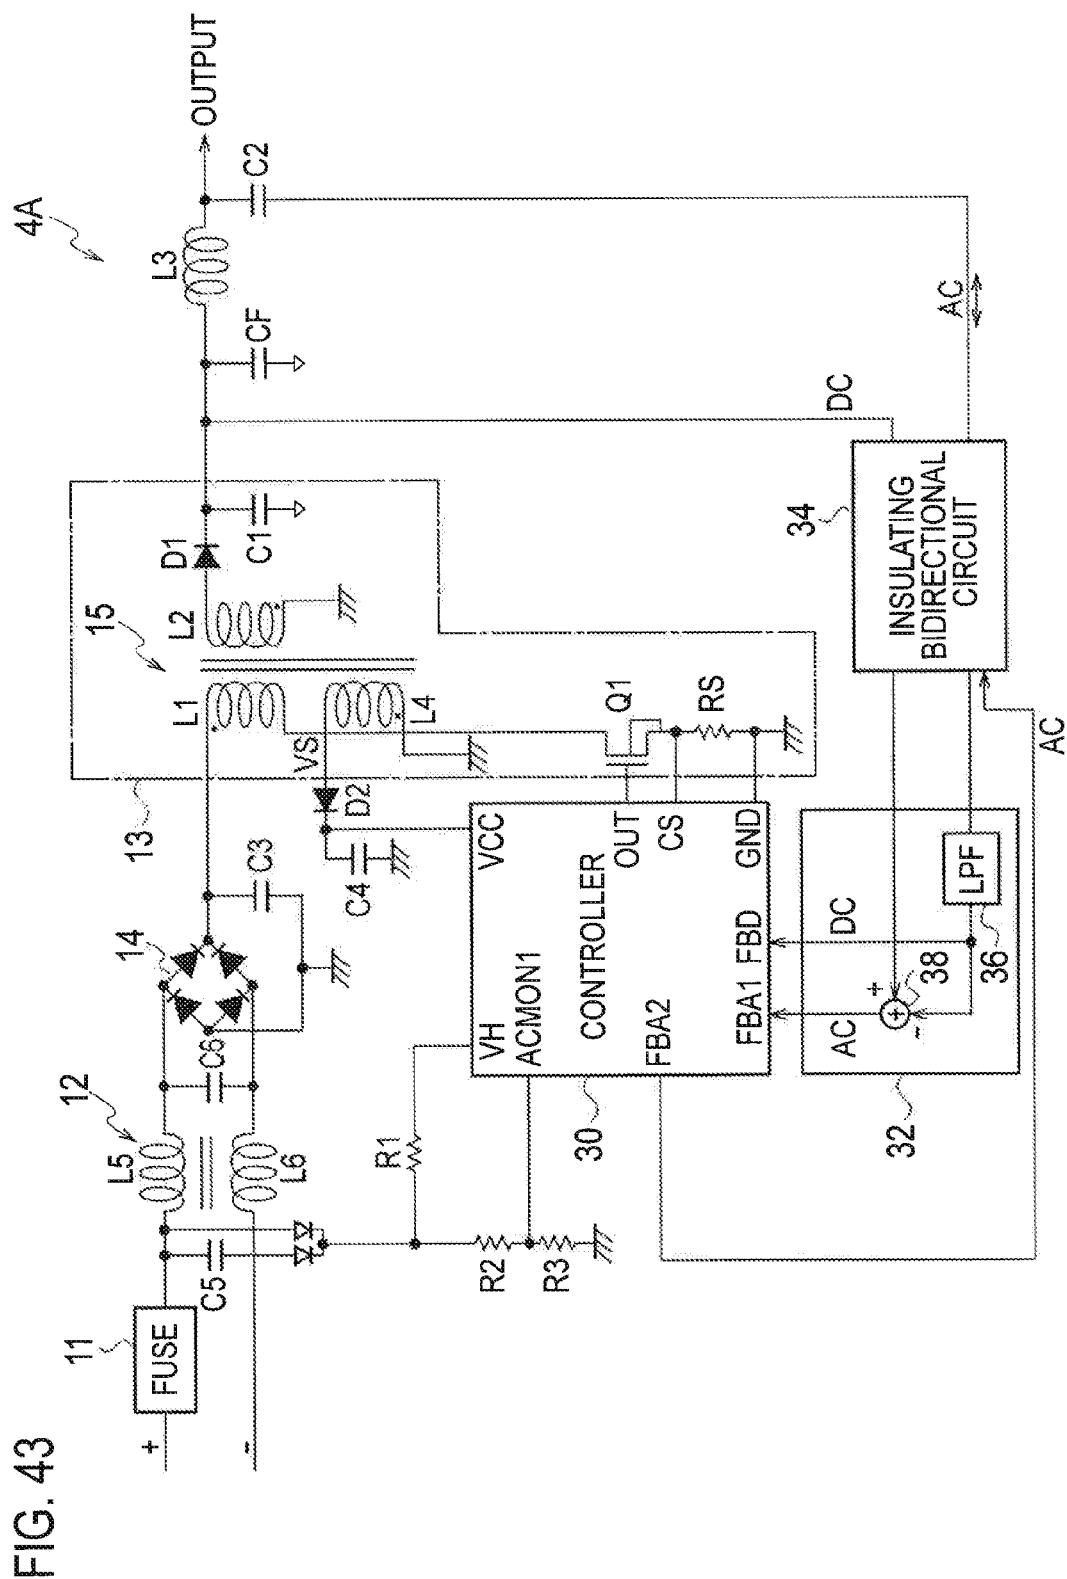 FIG. 43
4A
+
-
11
FUSE
C5
12
L5
L6
C6
14
C3
13
15
L1
L2
D1
C1
CF
L3
C2
OUTPUT
VS
L4
D2
C4
R1
R2
R3
VH
VCC
ACMON1
CONTROLLER
OUT
CS
GND
FBA2
FBA1
FBD
30
Q1
RS
DC
AC
34
INSULATING
BIDIRECTIONAL
CIRCUIT
AC
DC
+
-
38
LPF
36
32
AC